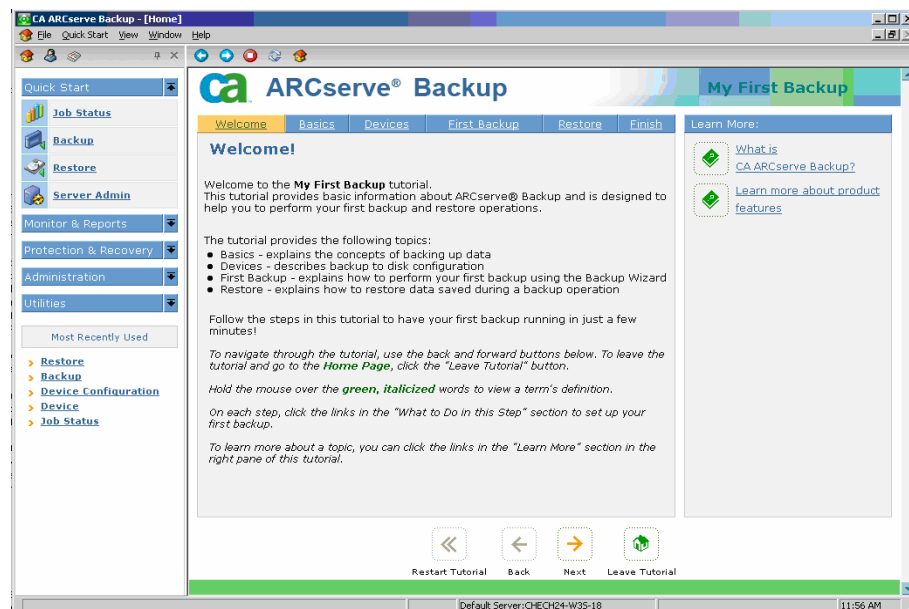 CA ARCserve Backup - [Home]
File Quick Start View Window Help
Quick Start
Job Status
Backup
Restore
Server Admin
Monitor & Reports
Protection & Recovery
Administration
Utilities
Most Recently Used
Restore
Backup
Device Configuration
Device
Job Status
ca ARCserve® Backup
My First Backup
Welcome Basics Devices First Backup Restore Finish
Welcome!
Welcome to the My First Backup tutorial.
This tutorial provides basic information about ARCserve® Backup and is designed to
help you to perform your first backup and restore operations.
The tutorial provides the following topics:
● Basics - explains the concepts of backing up data
● Devices - describes backup to disk configuration
● First Backup - explains how to perform your first backup using the Backup Wizard
● Restore - explains how to restore data saved during a backup operation
Follow the steps in this tutorial to have your first backup running in just a few
minutes!
To navigate through the tutorial, use the back and forward buttons below. To leave the
tutorial and go to the Home Page, click the "Leave Tutorial" button.
Hold the mouse over the green, italicized words to view a term's definition.
On each step, click the links in the "What to Do in this Step" section to set up your
first backup.
To learn more about a topic, you can click the links in the "Learn More" section in the
right pane of this tutorial.
Learn More:
What is
CA ARCserve Backup?
Learn more about product
features
Restart Tutorial Back Next Leave Tutorial
Default Server:CHECH24-W3S-18
11:56 AM